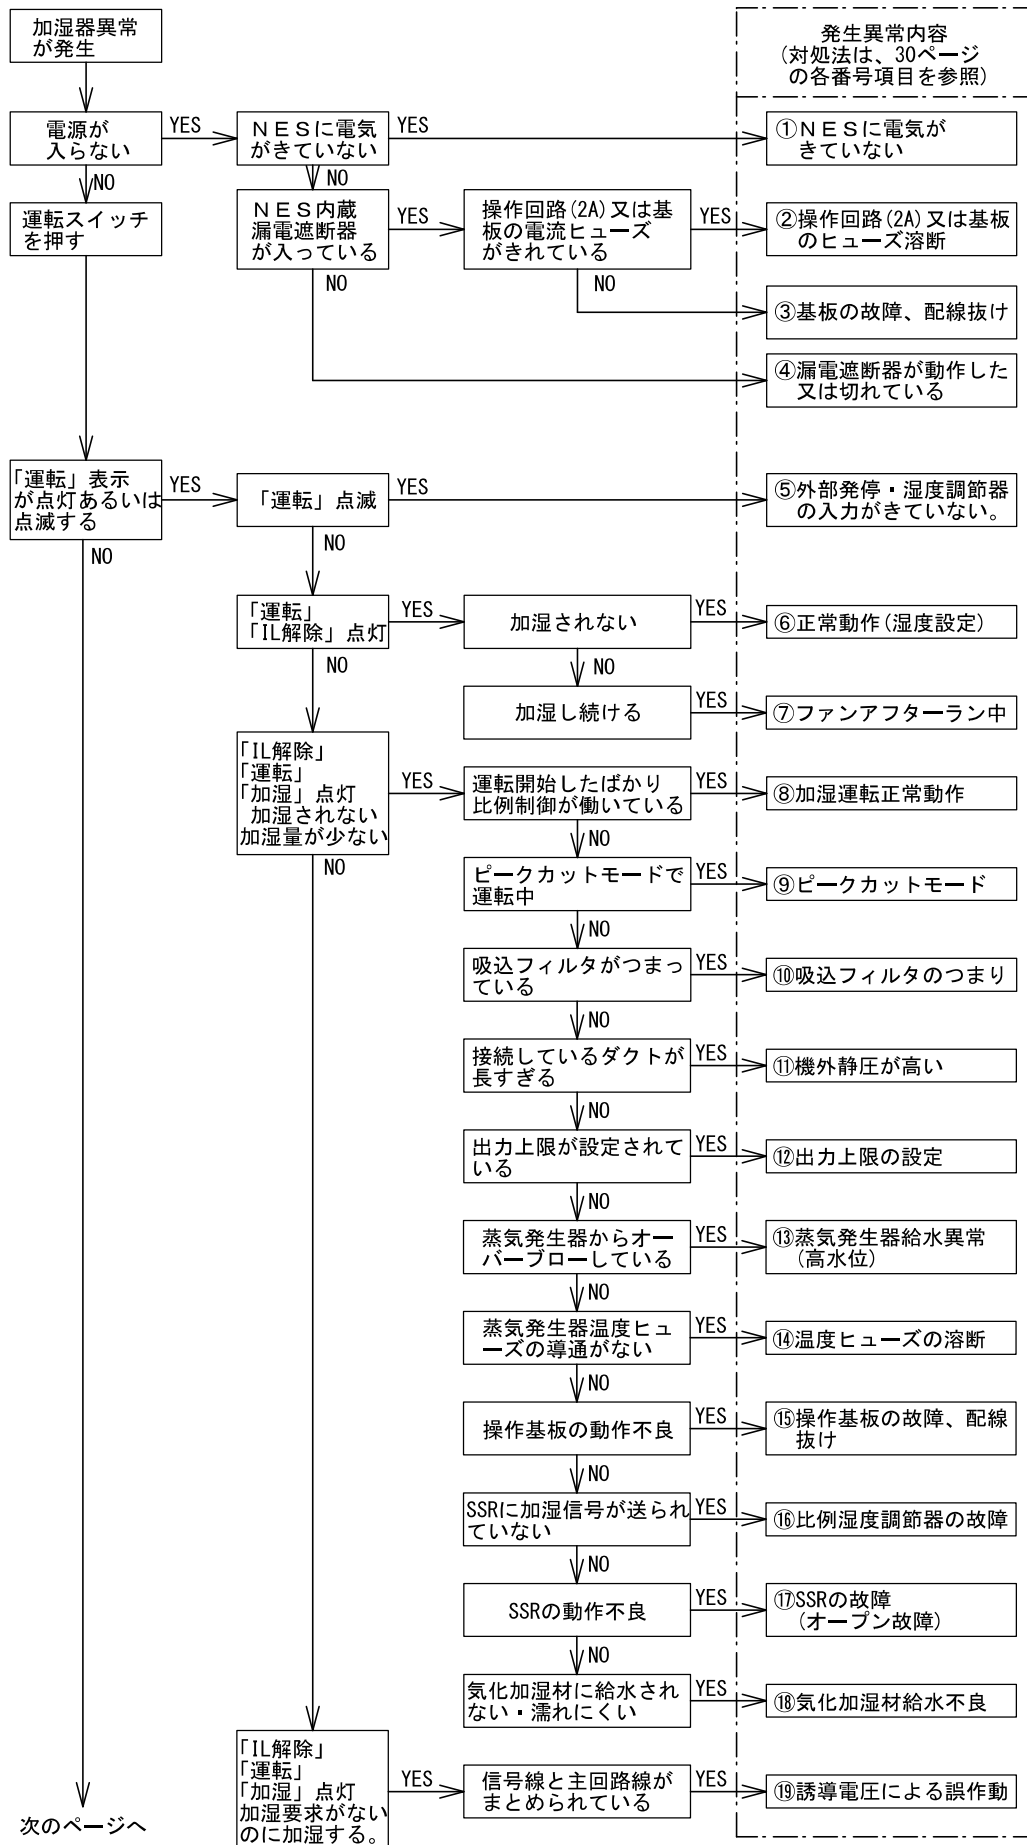 加湿器異常
が発生
発生異常内容
(対処法は、30ページ
の各番号項目を参照)
電源が
入らない
YES
NESに電気
がきていない
YES
①NESに電気が
きていない
NO
NO
運転スイッチ
を押す
NES内蔵
漏電遮断器
が入っている
YES
操作回路(2A)又は基
板の電流ヒューズ
がきれている
YES
②操作回路(2A)又は基板
のヒューズ溶断
NO
NO
③基板の故障、配線抜け
④漏電遮断器が動作した
又は切れている
「運転」表示
が点灯あるいは
点滅する
YES
「運転」点滅
YES
⑤外部発停・湿度調節器
の入力がきていない。
NO
NO
「運転」
「IL解除」点灯
YES
加湿されない
YES
⑥正常動作(湿度設定)
NO
NO
加湿し続ける
YES
⑦ファンアフターラン中
「IL解除」
「運転」
「加湿」点灯
加湿されない
加湿量が少ない
YES
運転開始したばかり
比例制御が働いている
YES
⑧加湿運転正常動作
NO
NO
ピークカットモードで
運転中
YES
⑨ピークカットモード
NO
吸込フィルタがつまっ
ている
YES
⑩吸込フィルタのつまり
NO
接続しているダクトが
長すぎる
YES
⑪機外静圧が高い
NO
出力上限が設定されて
いる
YES
⑫出力上限の設定
NO
蒸気発生器からオー
バーブローしている
YES
⑬蒸気発生器給水異常
(高水位)
NO
蒸気発生器温度ヒュ
ーズの導通がない
YES
⑭温度ヒューズの溶断
NO
操作基板の動作不良
YES
⑮操作基板の故障、配線
抜け
NO
SSRに加湿信号が送られ
ていない
YES
⑯比例湿度調節器の故障
NO
SSRの動作不良
YES
⑰SSRの故障
(オープン故障)
NO
気化加湿材に給水され
ない・濡れにくい
YES
⑱気化加湿材給水不良
「IL解除」
「運転」
「加湿」点灯
加湿要求がない
のに加湿する。
YES
信号線と主回路線が
まとめられている
YES
⑲誘導電圧による誤作動
次のページへ